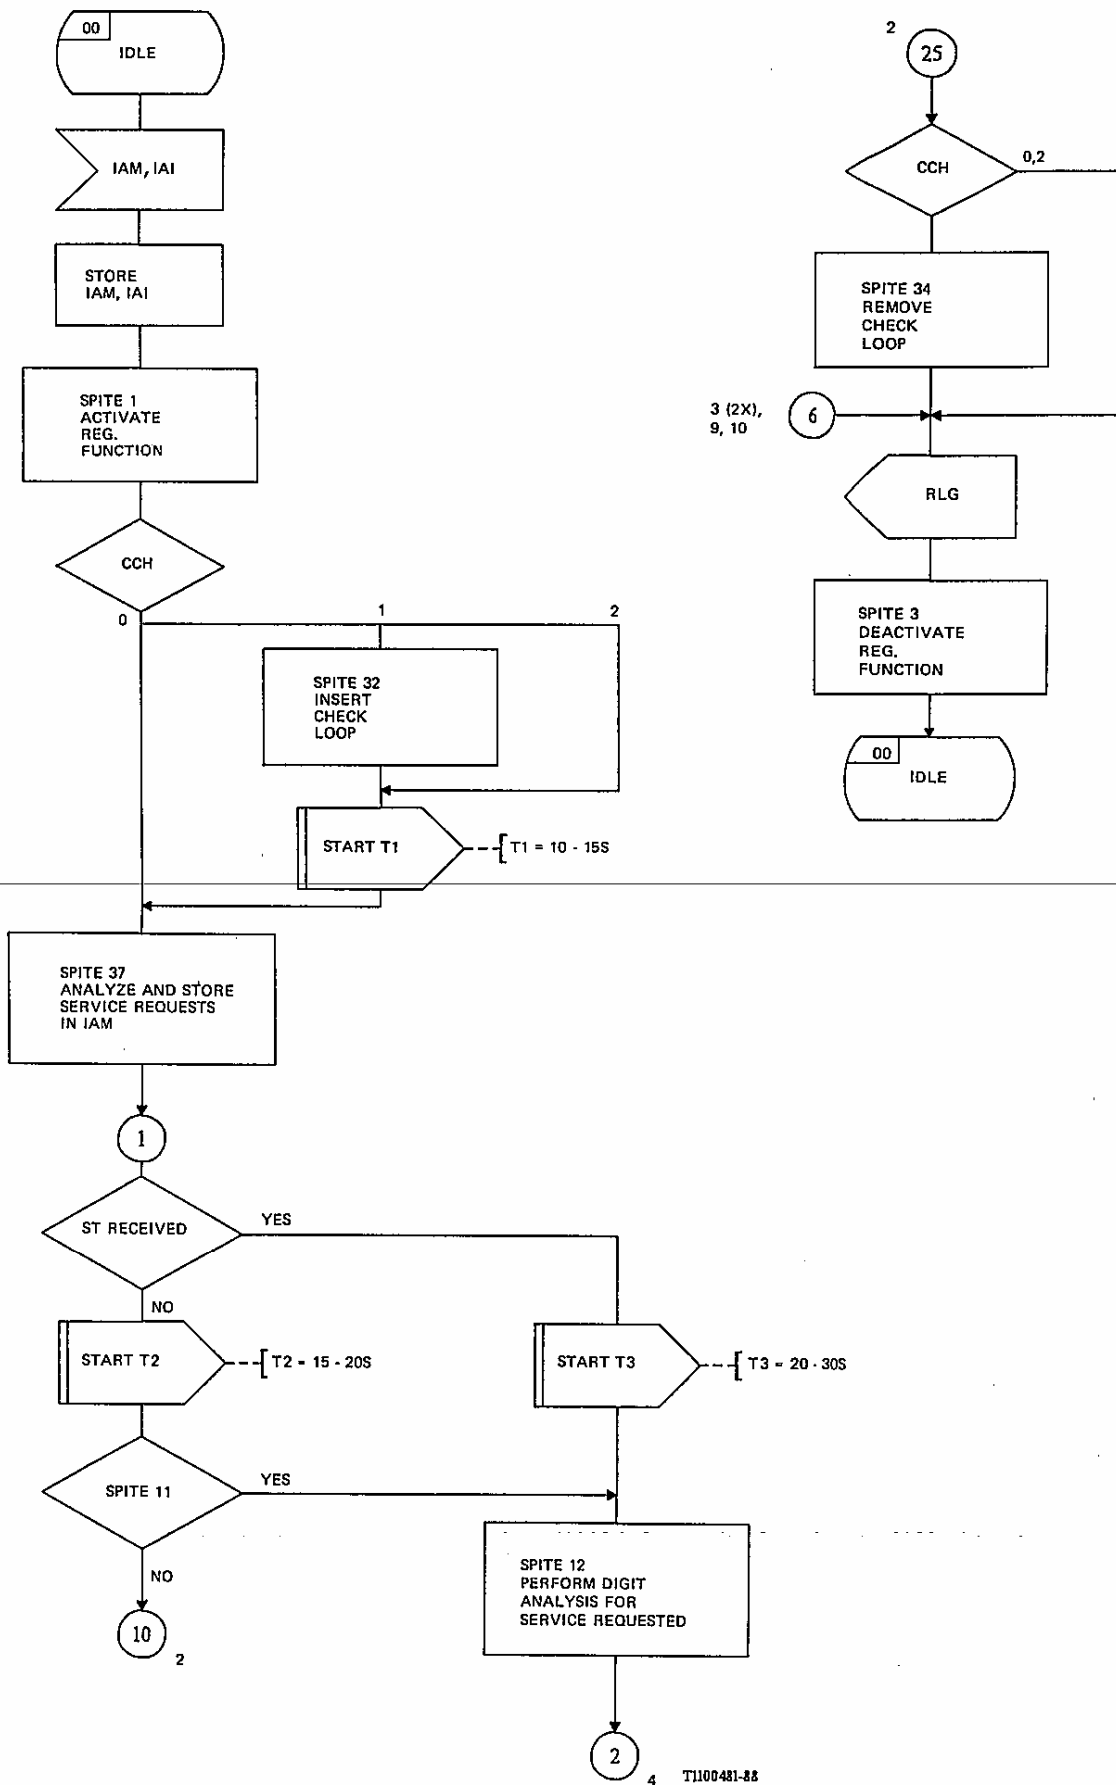 00
IDLE
IAM, IAI
STORE
IAM, IAI
SPITE 1
ACTIVATE
REG.
FUNCTION
CCH
0
1
2
SPITE 32
INSERT
CHECK
LOOP
START T1
T1 = 10 - 15S
SPITE 37
ANALYZE AND STORE
SERVICE REQUESTS
IN IAM
1
ST RECEIVED
YES
NO
START T2
T2 = 15 - 20S
START T3
T3 = 20 - 30S
SPITE 11
YES
NO
10
2
SPITE 12
PERFORM DIGIT
ANALYSIS FOR
SERVICE REQUESTED
2
4
T1100481-88
2
25
CCH
0,2
SPITE 34
REMOVE
CHECK
LOOP
3 (2X),
9, 10
6
RLG
SPITE 3
DEACTIVATE
REG.
FUNCTION
00
IDLE